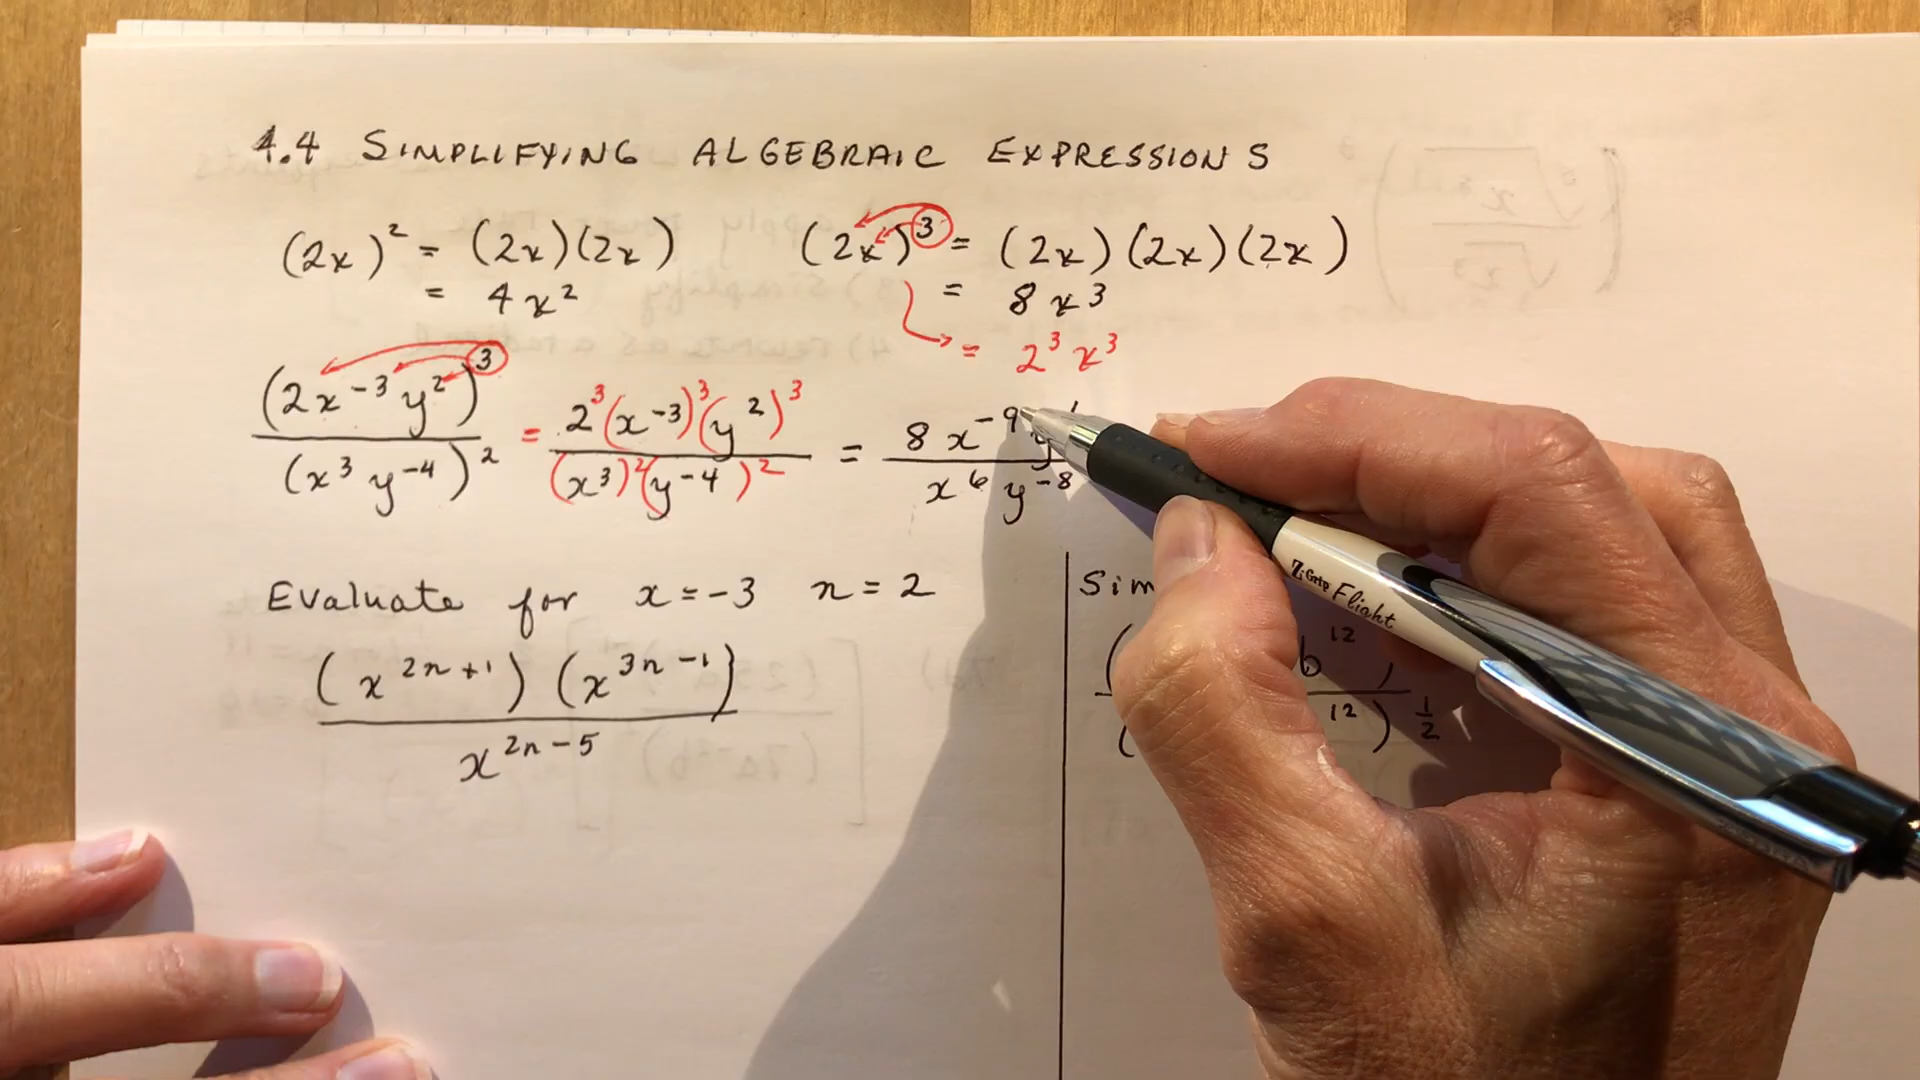 4.4 SIMPLIFYING ALGEBRAIC EXPRESSIONS
(2x)² = (2x)(2x)
= 4x²
(2x)³ = (2x)(2x)(2x)
= 8x³
= 2³x³
(2x⁻³y²)³ / (x³y⁻⁴)² = 2³(x⁻³)³(y²)³ / (x³)²(y⁻⁴)² = 8x⁻⁹y / x⁶y⁻⁸
Evaluate for x = -3 n = 2
(x²ⁿ⁺¹)(x³ⁿ⁻¹)
x²ⁿ⁻⁵
Sim
( b¹²
( ¹²)^½
Z-Grip Flight